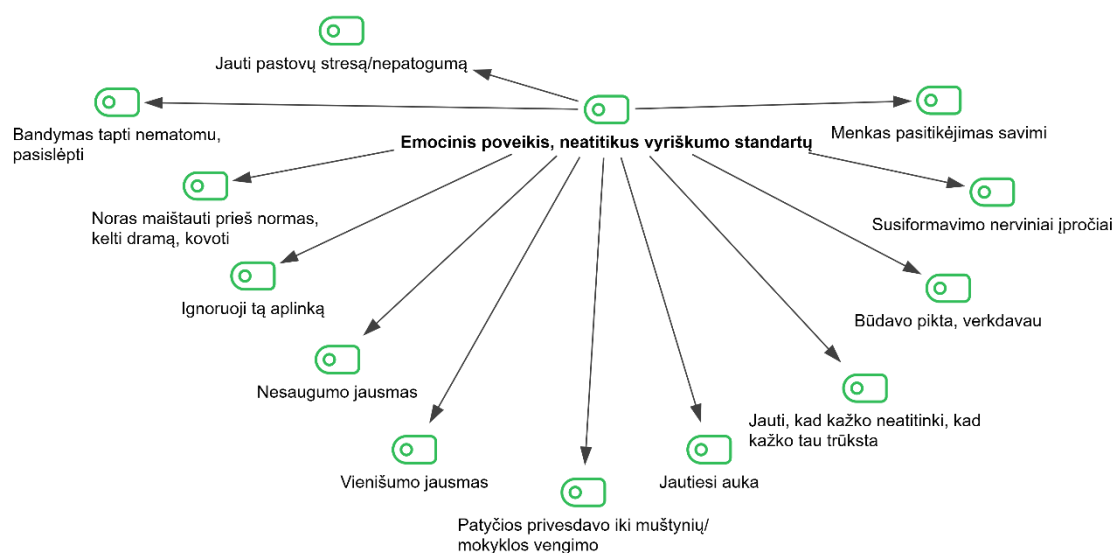 Jauti pastovų stresą/nepatogumą
Bandymas tapti nematomu,
pasislėpti
Emocinis poveikis, neatitikus vyriškumo standartų
Menkas pasitikėjimas savimi
Noras maištauti prieš normas,
kelti dramą, kovoti
Susiformavimo nerviniai įpročiai
Ignoruoji tą aplinką
Būdavo pikta, verkdavau
Nesaugumo jausmas
Jauti, kad kažko neatitinki, kad
kažko tau trūksta
Vienišumo jausmas
Jautiesi auka
Patyčios privesdavo iki muštynių/
mokyklos vengimo